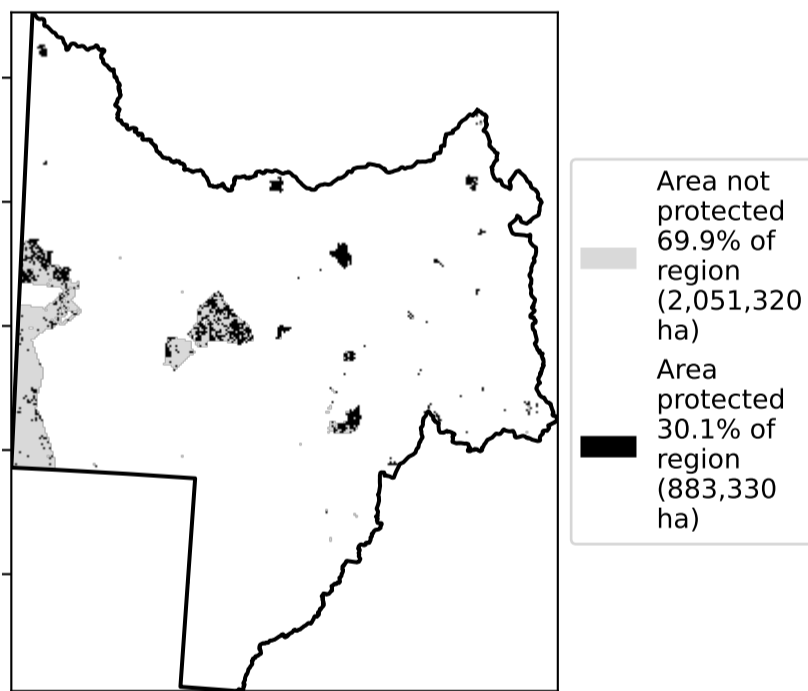 Area not
protected
69.9% of
region
(2,051,320
ha)
Area
protected
30.1% of
region
(883,330
ha)